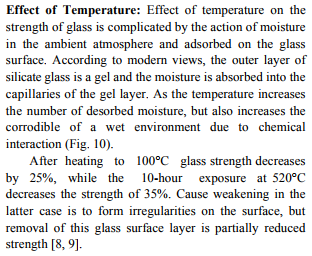 Effect of Temperature: Effect of temperature on the
strength of glass is complicated by the action of moisture
in the ambient atmosphere and adsorbed on the glass
surface. According to modern views, the outer layer of
silicate glass is a gel and the moisture is absorbed into the
capillaries of the gel layer. As the temperature increases
the number of desorbed moisture, but also increases the
corrodible of a wet environment due to chemical
interaction (Fig. 10).
After heating to 100°C glass strength decreases
by 25%, while the 10-hour exposure at 520°C
decreases the strength of 35%. Cause weakening in the
latter case is to form irregularities on the surface, but
removal of this glass surface layer is partially reduced
strength [8, 9].